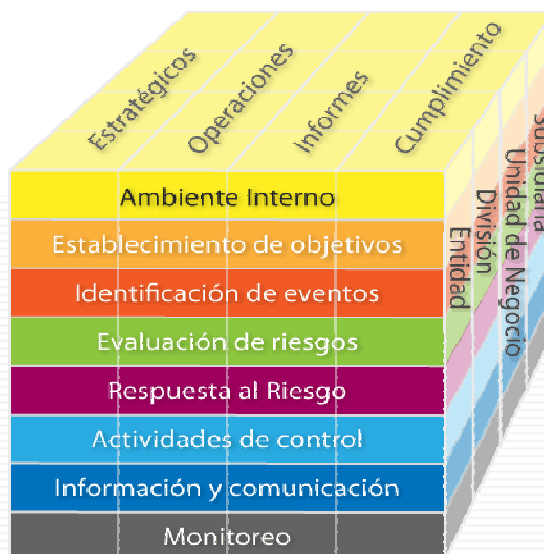 Estratégicos
Operaciones
Informes
Cumplimiento
Ambiente Interno
Establecimiento de objetivos
Identificación de eventos
Evaluación de riesgos
Respuesta al Riesgo
Actividades de control
Información y comunicación
Monitoreo
Entidad
División
Unidad de Negocio
Subsidiaria